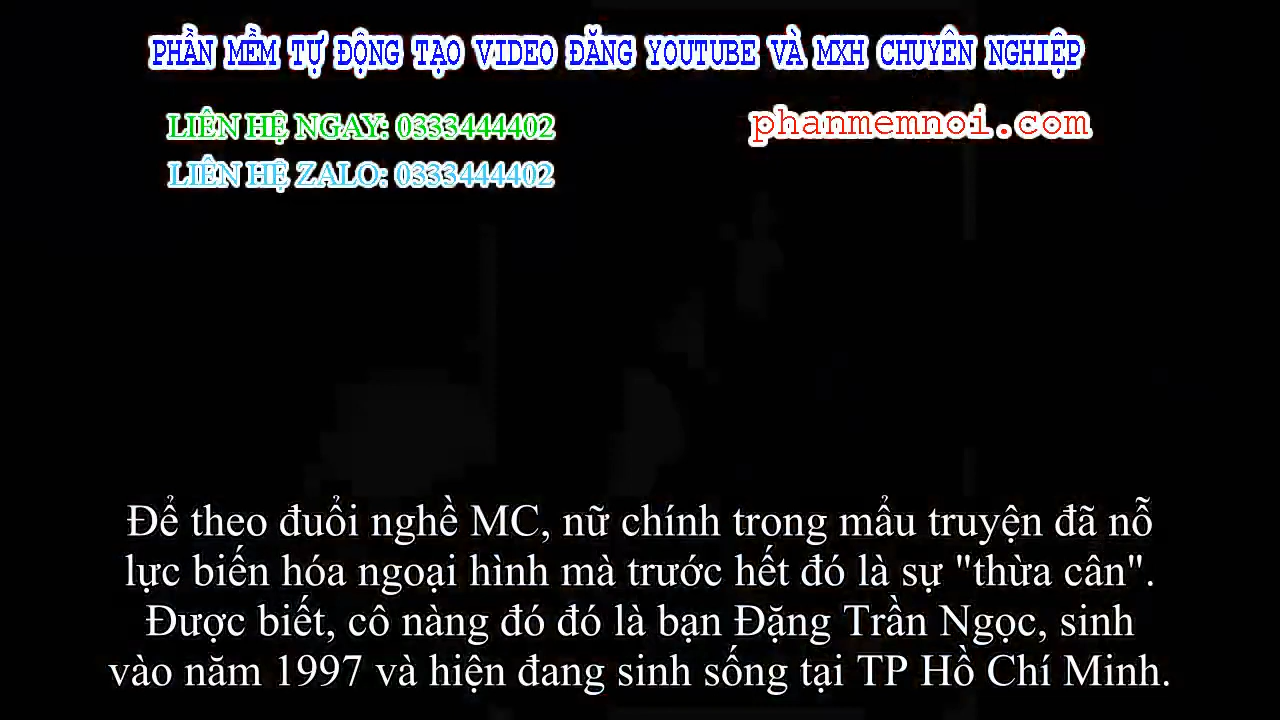 PHẦN MỀM TỰ ĐỘNG TẠO VIDEO ĐĂNG YOUTUBE VÀ MXH CHUYÊN NGHIỆP
LIÊN HỆ NGAY: 0333444402
phanmemnoi.com
LIÊN HỆ ZALO: 0333444402
Để theo đuổi nghề MC, nữ chính trong mẩu truyện đã nỗ
lực biến hóa ngoại hình mà trước hết đó là sự "thừa cân".
Được biết, cô nàng đó đó là bạn Đặng Trần Ngọc, sinh
vào năm 1997 và hiện đang sinh sống tại TP Hồ Chí Minh.